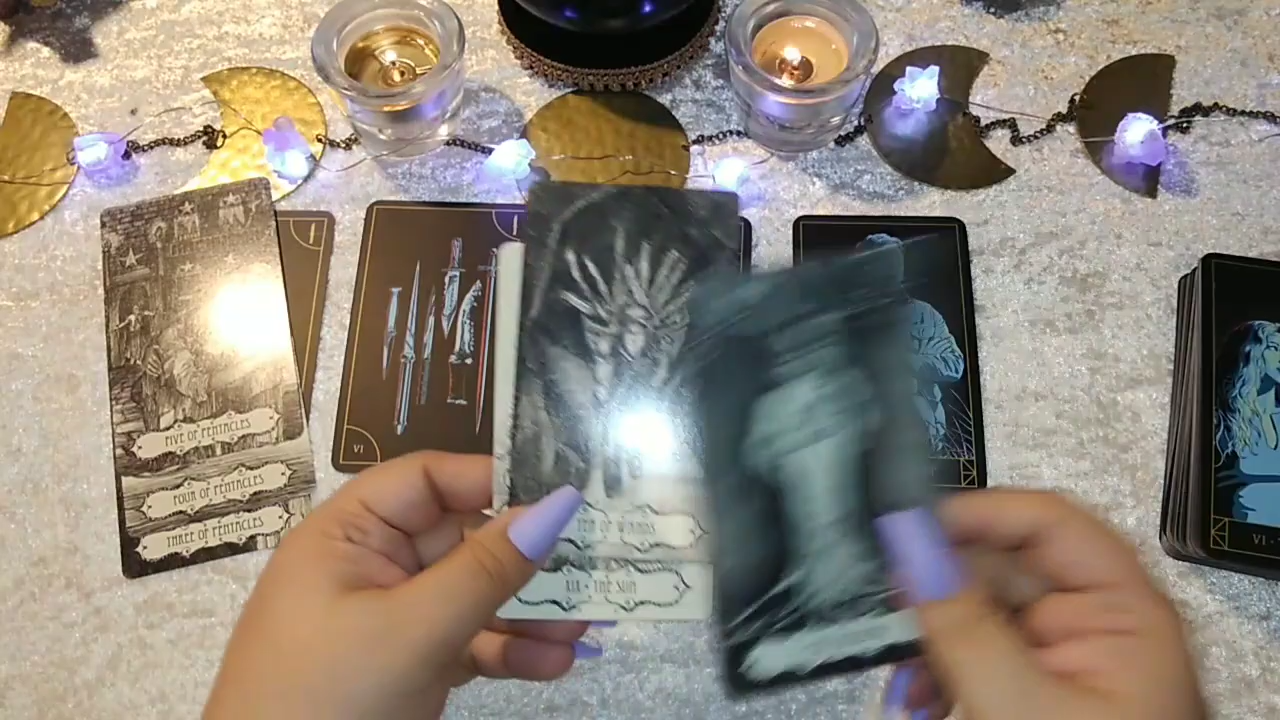 FIVE OF PENTACLES
FOUR OF PENTACLES
THREE OF PENTACLES
VI
TEN OF WANDS
XIX • THE SUN
VI •